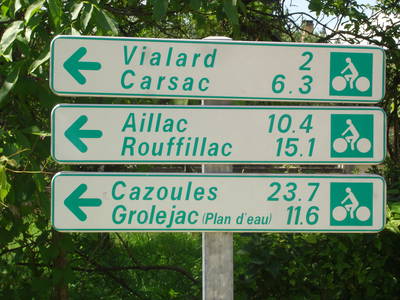 Vialard 2
Carsac 6.3
Aillac 10.4
Rouffillac 15.1
Cazoules 23.7
Grolejac (Plan d'eau) 11.6